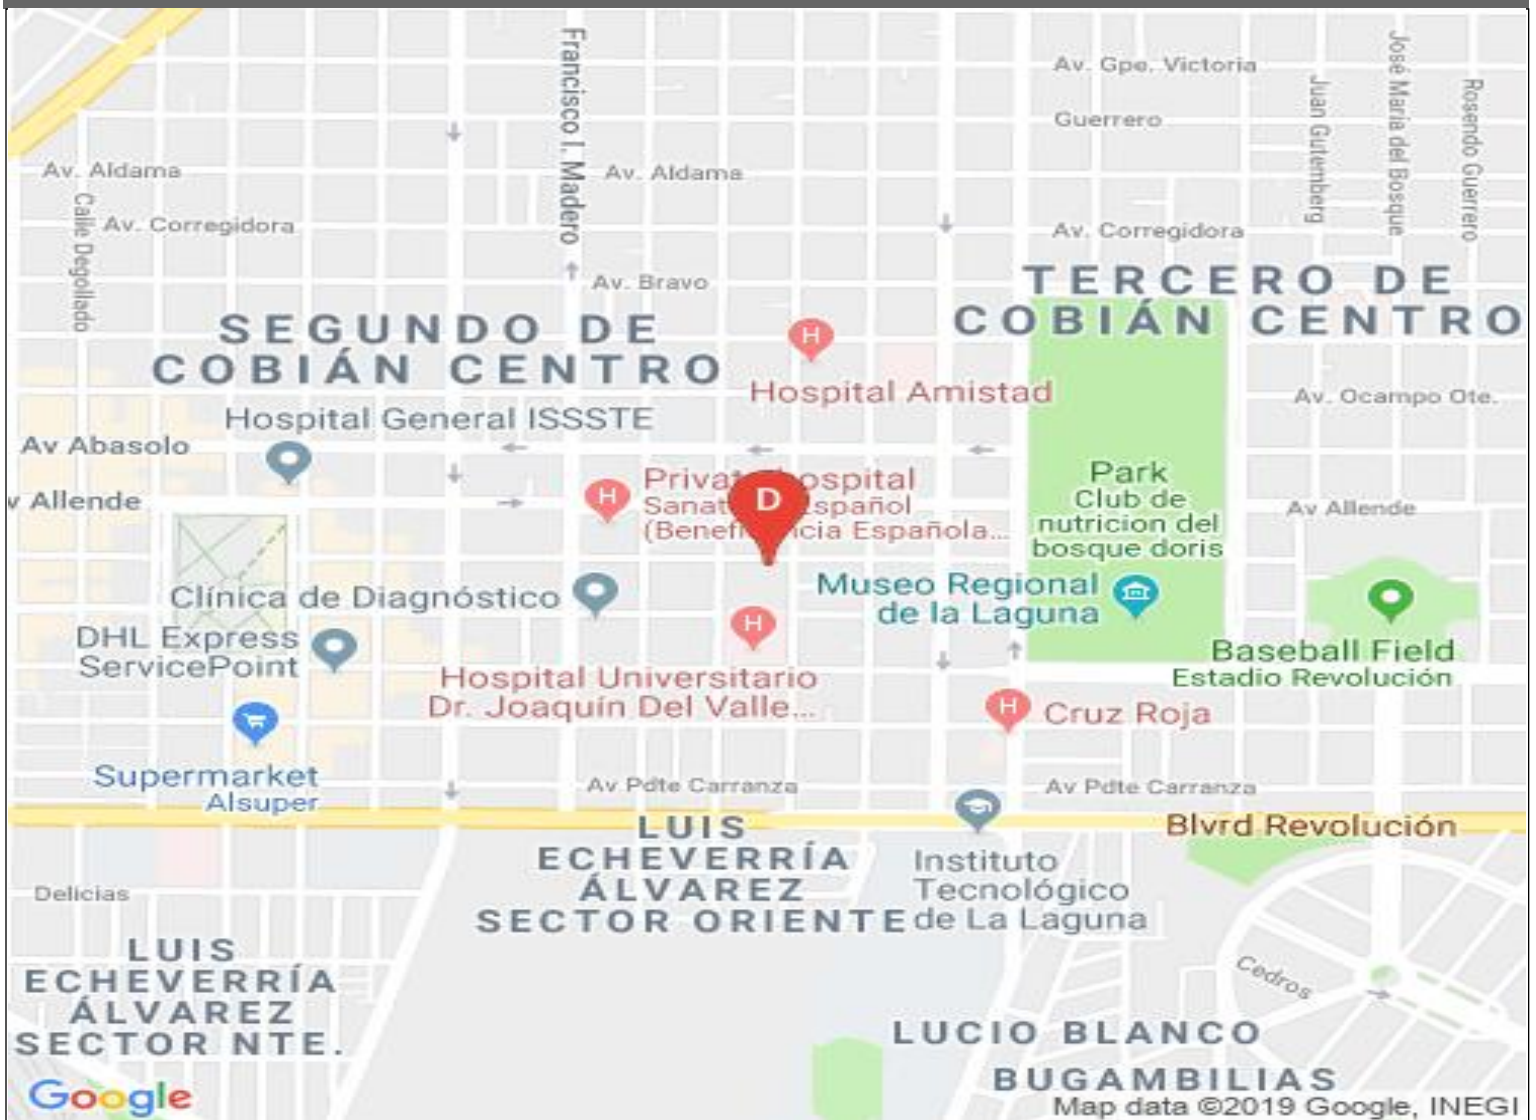 Francisco I. Madero
Av. Gpe. Victoria
Juan Gutemberg
José María del Bosque
Rosendo Guerrero
Guerrero
Av. Aldama
Av. Aldama
Calle Degollado
Av. Corregidora
Av. Corregidora
Av. Bravo
TERCERO DE
COBIÁN CENTRO
SEGUNDO DE
COBIÁN CENTRO
H
Hospital Amistad
Av. Ocampo Ote.
Hospital General ISSSTE
Av Abasolo
v Allende
H
D
Sanat
Español
(Benef
icia Española...
Park
Club de
nutricion del
bosque doris
Av Allende
Clínica de Diagnóstico
Museo Regional
de la Laguna
DHL Express
ServicePoint
H
Hospital Universitario
Dr. Joaquín Del Valle...
Baseball Field
Estadio Revolución
H
Cruz Roja
Supermarket
Alsuper
Av Pdte Carranza
Av Pdte Carranza
Blvrd Revolución
LUIS
ECHEVERRÍA
ÁLVAREZ
SECTOR ORIENTE
Instituto
Tecnológico
de La Laguna
Delicias
LUIS
ECHEVERRÍA
ÁLVAREZ
SECTOR NTE.
Cedros
LUCIO BLANCO
BUGAMBILIAS
Google
Map data ©2019 Google, INEGI